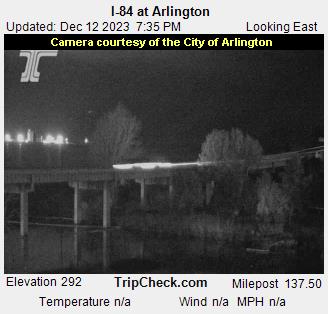 I-84 at Arlington
Updated: Dec 12 2023 7:35 PM Looking East
Camera courtesy of the City of Arlington
Elevation 292 TripCheck.com Milepost 137.50
Temperature n/a Wind n/a MPH n/a